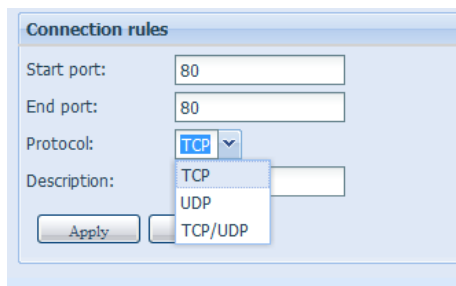 Connection rules
Start port: 80
End port: 80
Protocol: TCP
Description: TCP
UDP
TCP/UDP
Apply